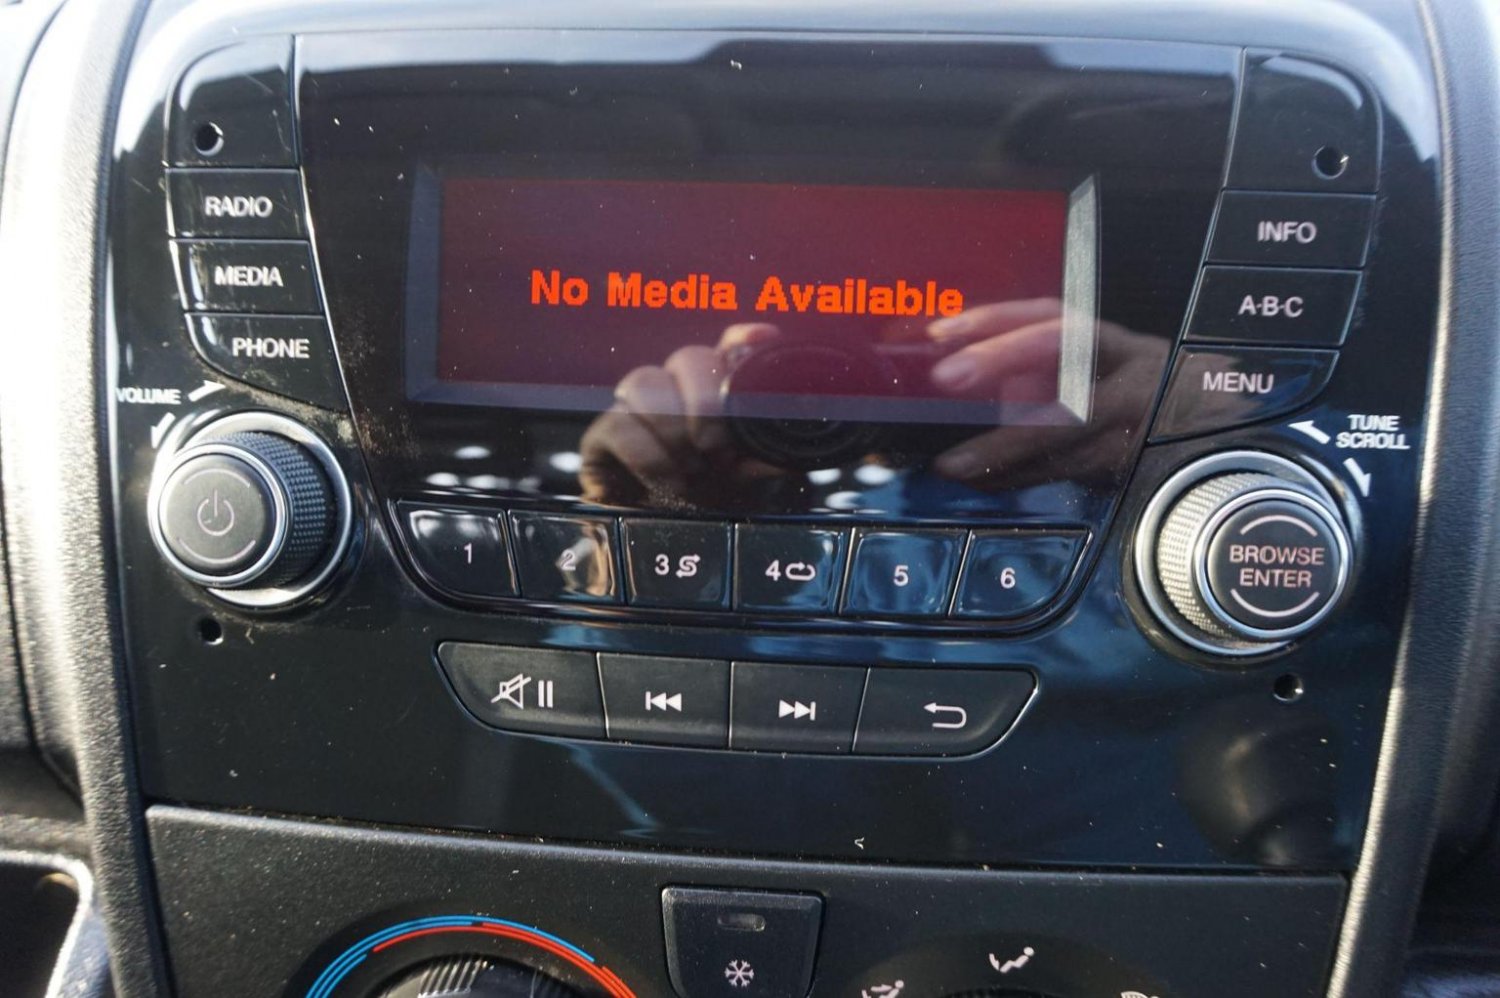 No Media Available
RADIO
MEDIA
PHONE
VOLUME
INFO
A-B-C
MENU
TUNE
SCROLL
BROWSE
ENTER
1
2
3
4
5
6